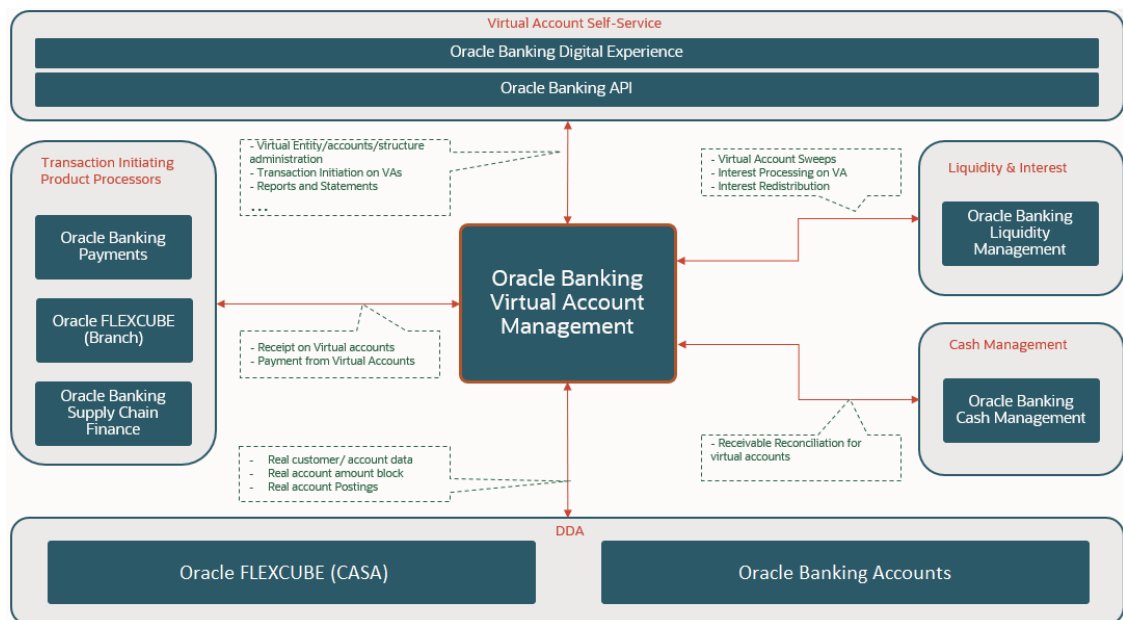 Virtual Account Self-Service
Oracle Banking Digital Experience
Oracle Banking API
- Virtual Entity/accounts/structure
administration
- Transaction Initiation on VAs
- Reports and Statements
...
- Virtual Account Sweeps
- Interest Processing on VA
- Interest Redistribution
Transaction Initiating
Product Processors
Oracle Banking
Payments
Oracle FLEXCUBE
(Branch)
Oracle Banking
Supply Chain
Finance
Liquidity & Interest
Oracle Banking
Liquidity
Management
Oracle Banking
Virtual Account
Management
- Receipt on Virtual accounts
- Payment from Virtual Accounts
Cash Management
Oracle Banking
Cash Management
- Real customer/ account data
- Real account amount block
- Real account Postings
- Receivable Reconciliation for
virtual accounts
DDA
Oracle FLEXCUBE (CASA)
Oracle Banking Accounts